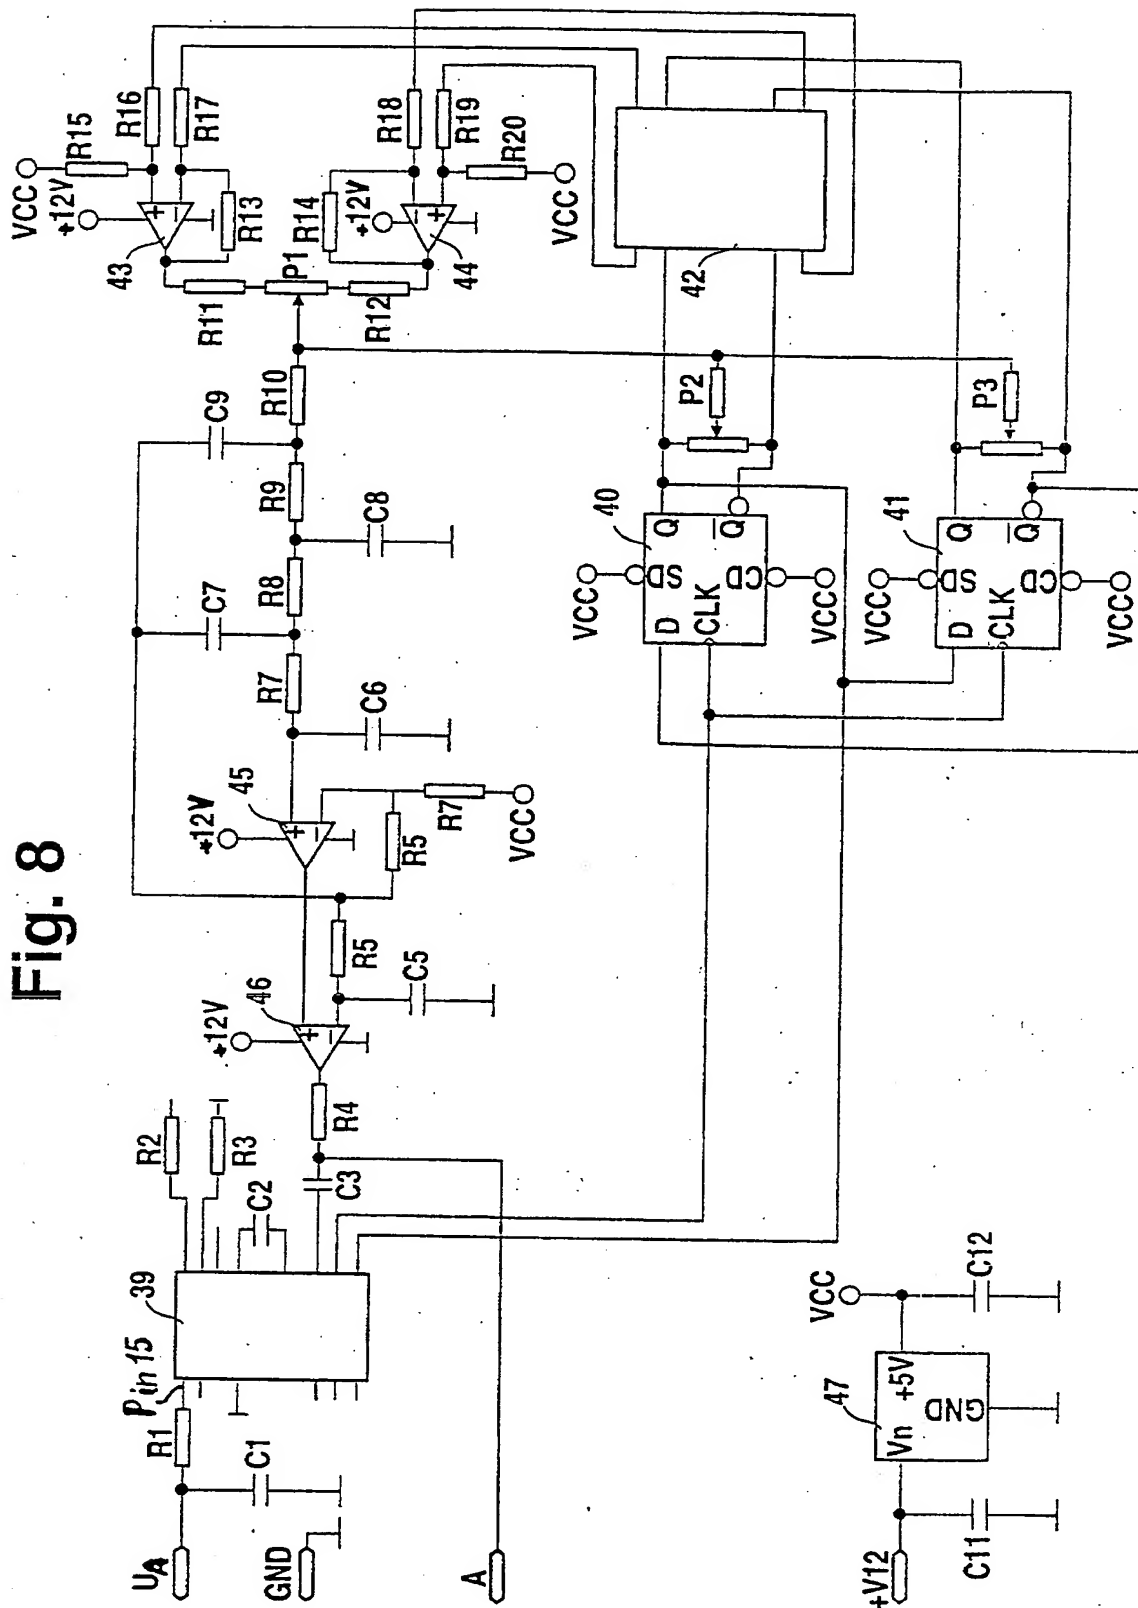 Fig. 8
UA
GND
A
R1
C1
Pin 15
39
R2
R3
C2
C3
R4
+12V
46
R5
C5
+12V
45
R5
R7
VCC
C6
R7
C7
R8
C8
R9
C9
R10
R11
P1
R12
43
+12V
VCC
R15
R16
R17
R13
R14
+12V
44
R18
R19
R20
VCC
42
P2
P3
40
VCC
SD
D
Q
CLK
Q
CD
VCC
41
VCC
SD
D
Q
CLK
Q
CD
VCC
+V12
C11
47
Vn
+5V
GND
VCC
C12